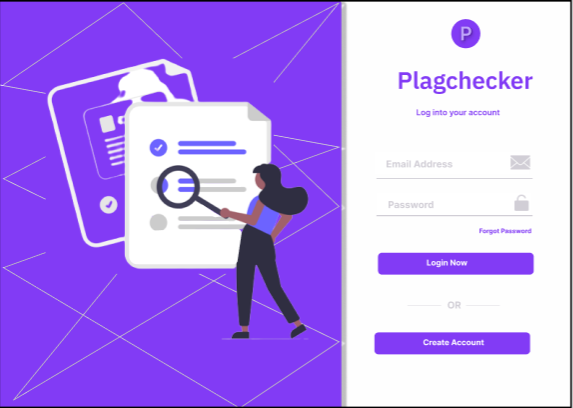 P
Plagchecker
Log into your account
Email Address
Password
Forgot Password
Login Now
OR
Create Account